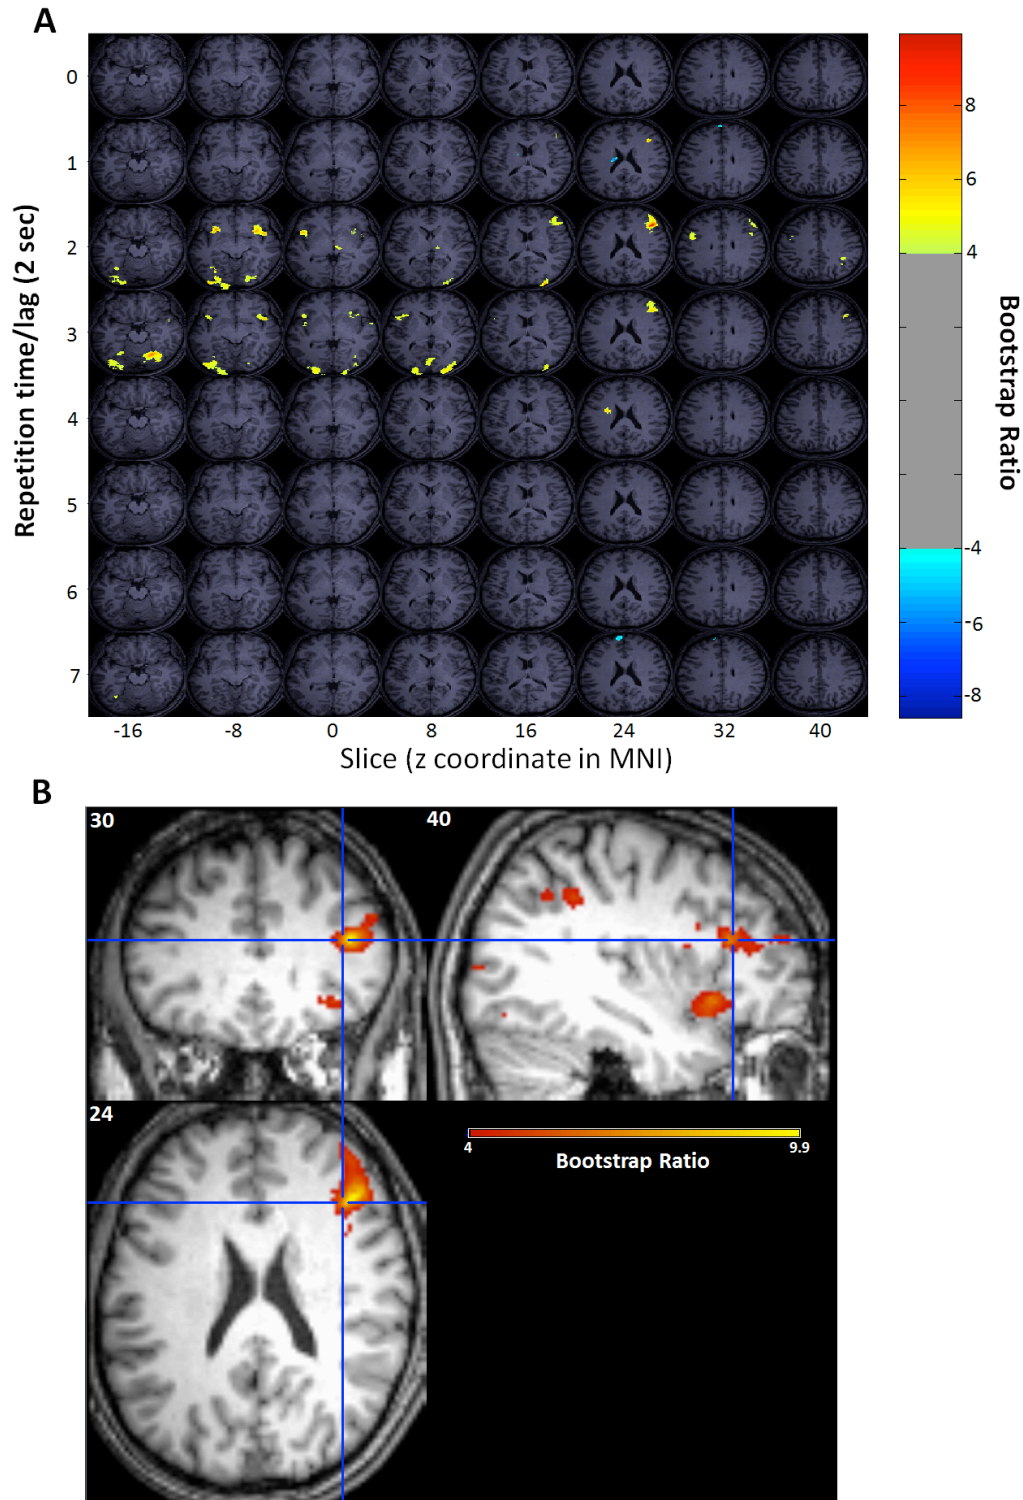 A
0
1
2
3
4
5
6
7
Repetition time/lag (2 sec)
-16 -8 0 8 16 24 32 40
Slice (z coordinate in MNI)
8
6
4
-4
-6
-8
Bootstrap Ratio
B
30 40
24
4 9.9
Bootstrap Ratio